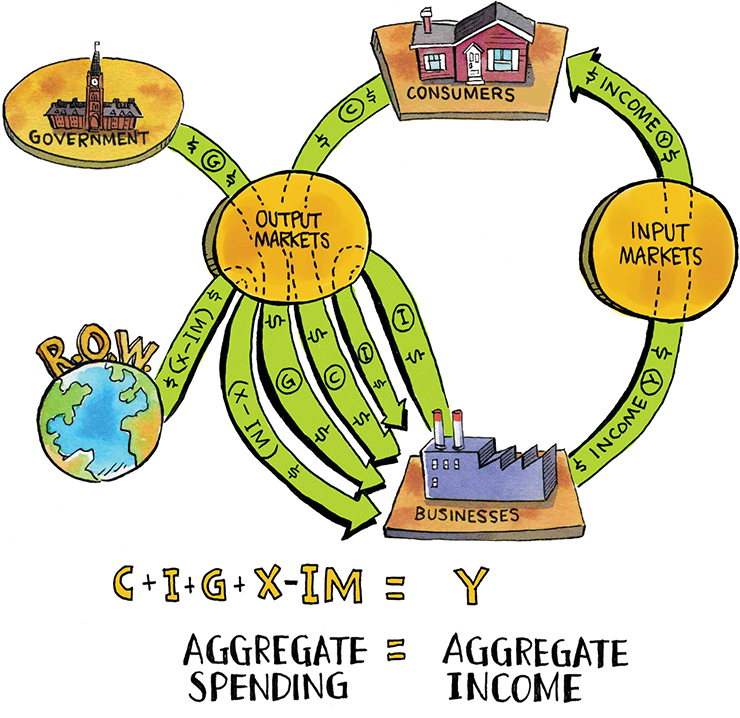 CONSUMERS
GOVERNMENT
$ G $
$ C $
$ INCOME Y $
OUTPUT
MARKETS
INPUT
MARKETS
R.O.W.
$ (X-IM) $
(X-IM) $
$ G $
$ C $
$ I $
I $
$ INCOME Y $
BUSINESSES
C + I + G + X - IM = Y
AGGREGATE = AGGREGATE
SPENDING INCOME